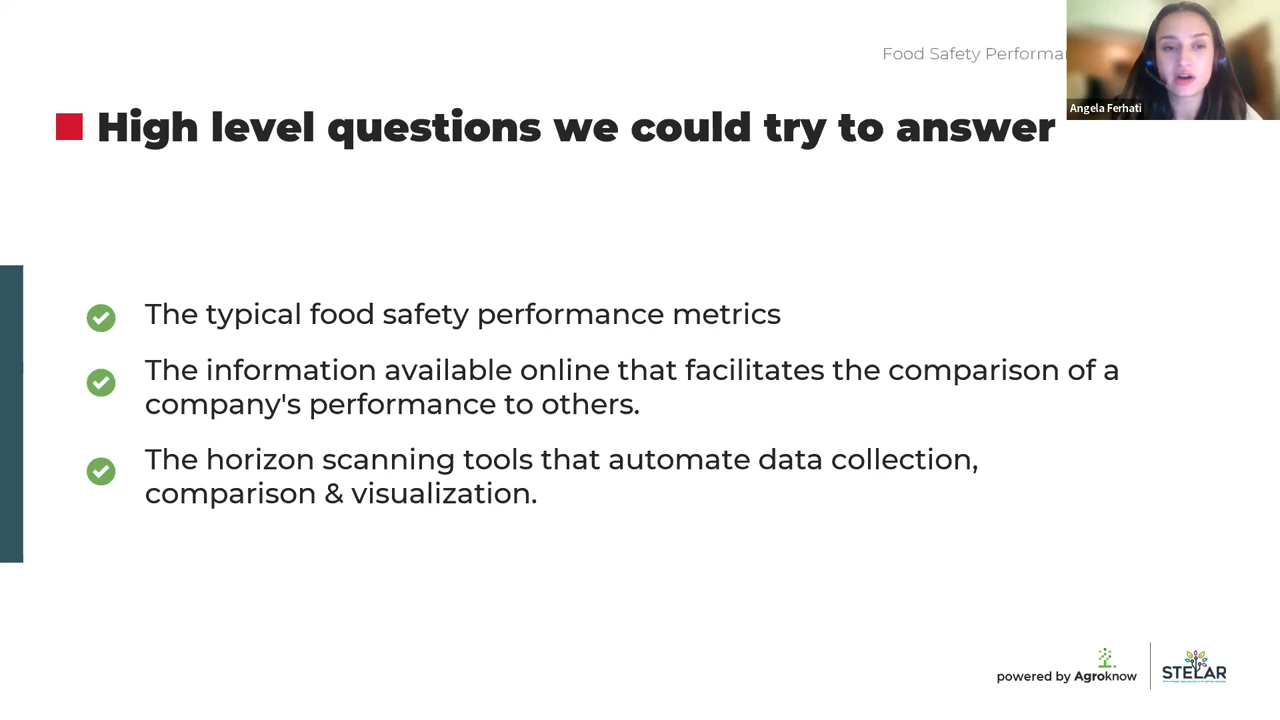 Food Safety Performan
Angela Ferhati
High level questions we could try to answer
The typical food safety performance metrics
The information available online that facilitates the comparison of a
company's performance to others.
The horizon scanning tools that automate data collection,
comparison & visualization.
powered by Agroknow
STELAR